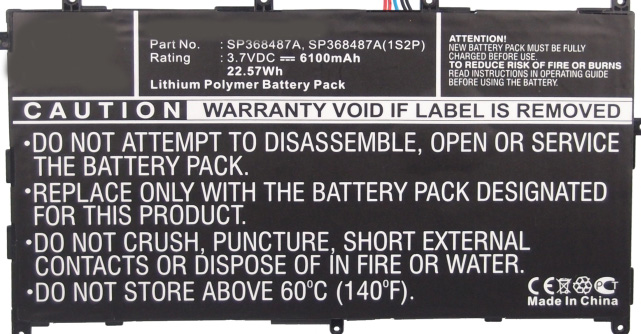 Part No. : SP368487A, SP368487A(1S2P)
Rating : 3.7VDC ⎓ 6100mAh
22.57Wh
Lithium Polymer Battery Pack
ATTENTION!
NEW BATTERY PACK MUST BE FULLY
CHARGED BEFORE USE.
TO REDUCE RISK OF FIRE OR BURNS
READ INSTRUCTIONS IN OPERATING GUIDE
BEFORE USING THE BATTERY.
CAUTION WARRANTY VOID IF LABEL IS REMOVED
•DO NOT ATTEMPT TO DISASSEMBLE, OPEN OR SERVICE
THE BATTERY PACK.
•REPLACE ONLY WITH THE BATTERY PACK DESIGNATED
FOR THIS PRODUCT.
•DO NOT CRUSH, PUNCTURE, SHORT EXTERNAL
CONTACTS OR DISPOSE OF IN FIRE OR WATER.
•DO NOT STORE ABOVE 60°C (140°F).
CE
Made In China